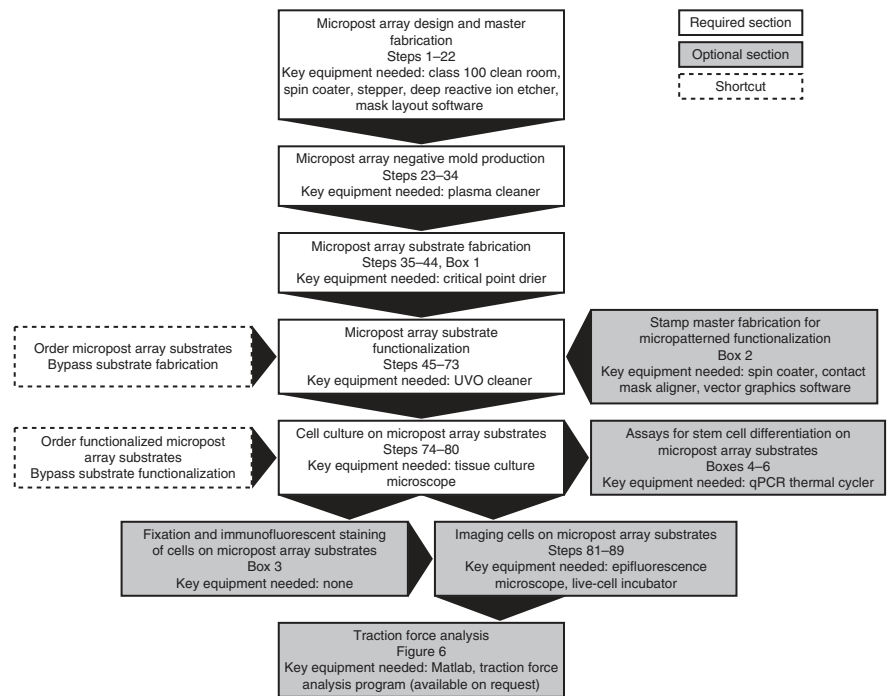 Micropost array design and master
fabrication
Steps 1–22
Key equipment needed: class 100 clean room,
spin coater, stepper, deep reactive ion etcher,
mask layout software
Required section
Optional section
Shortcut
Micropost array negative mold production
Steps 23–34
Key equipment needed: plasma cleaner
Micropost array substrate fabrication
Steps 35–44, Box 1
Key equipment needed: critical point drier
Order micropost array substrates
Bypass substrate fabrication
Micropost array substrate
functionalization
Steps 45–73
Key equipment needed: UVO cleaner
Stamp master fabrication for
micropatterned functionalization
Box 2
Key equipment needed: spin coater, contact
mask aligner, vector graphics software
Order functionalized micropost
array substrates
Bypass substrate functionalization
Cell culture on micropost array substrates
Steps 74–80
Key equipment needed: tissue culture
microscope
Assays for stem cell differentiation on
micropost array substrates
Boxes 4–6
Key equipment needed: qPCR thermal cycler
Fixation and immunofluorescent staining
of cells on micropost array substrates
Box 3
Key equipment needed: none
Imaging cells on micropost array substrates
Steps 81–89
Key equipment needed: epifluorescence
microscope, live-cell incubator
Traction force analysis
Figure 6
Key equipment needed: Matlab, traction force
analysis program (available on request)